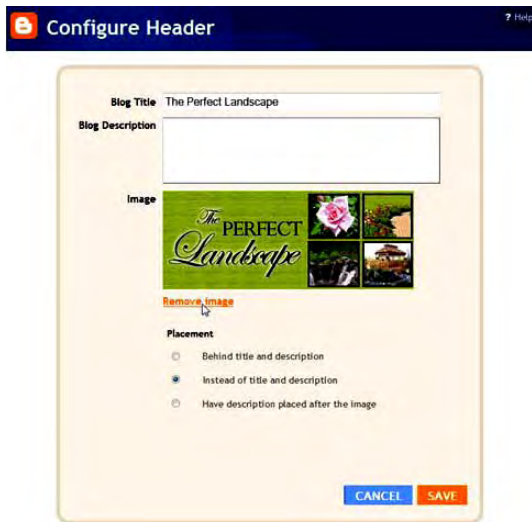 Configure Header
? Help
Blog Title The Perfect Landscape
Blog Description
Image
The PERFECT
Landscape
Remove image
Placement
Behind title and description
Instead of title and description
Have description placed after the image
CANCEL SAVE